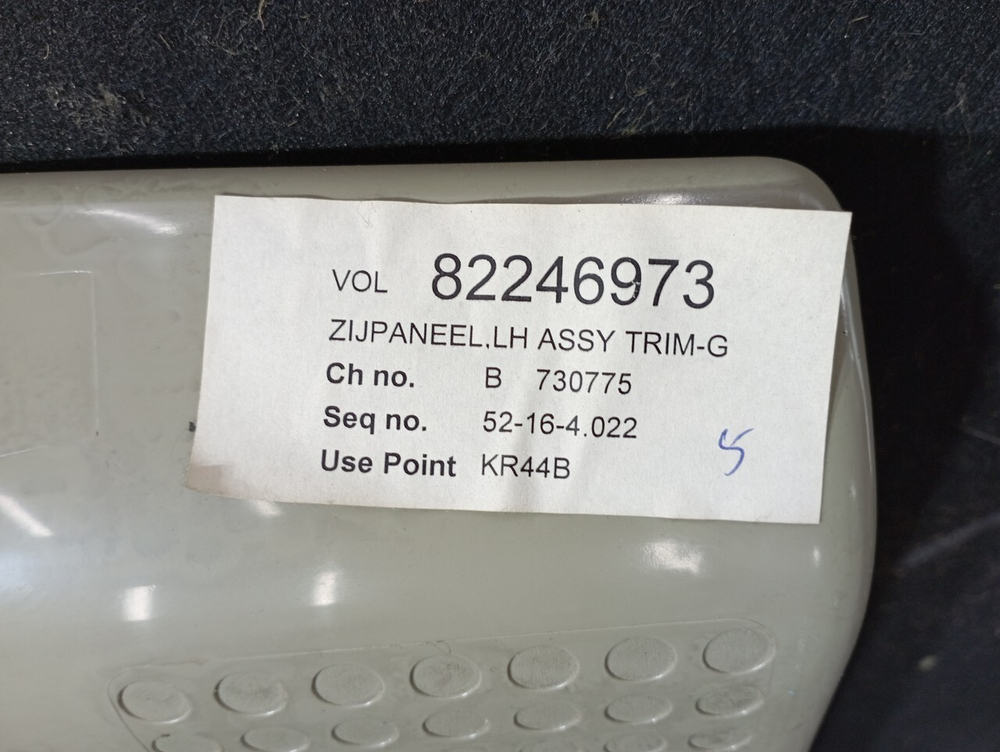 VOL 82246973
ZIJPANEEL,LH ASSY TRIM-G
Ch no. B 730775
Seq no. 52-16-4.022
Use Point KR44B
5